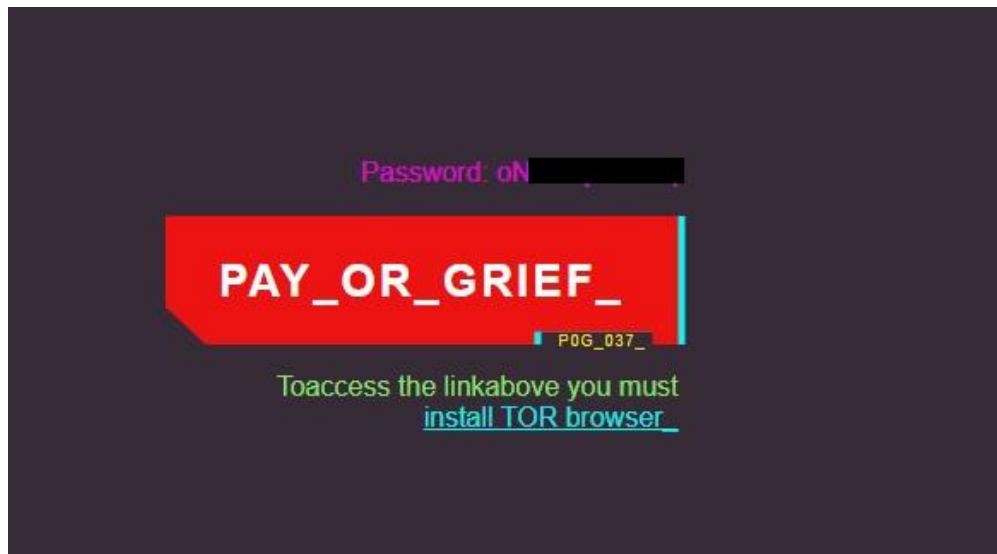 Password: oN
PAY_OR_GRIEF_
P0G_037_
Toaccess the linkabove you must
install TOR browser_